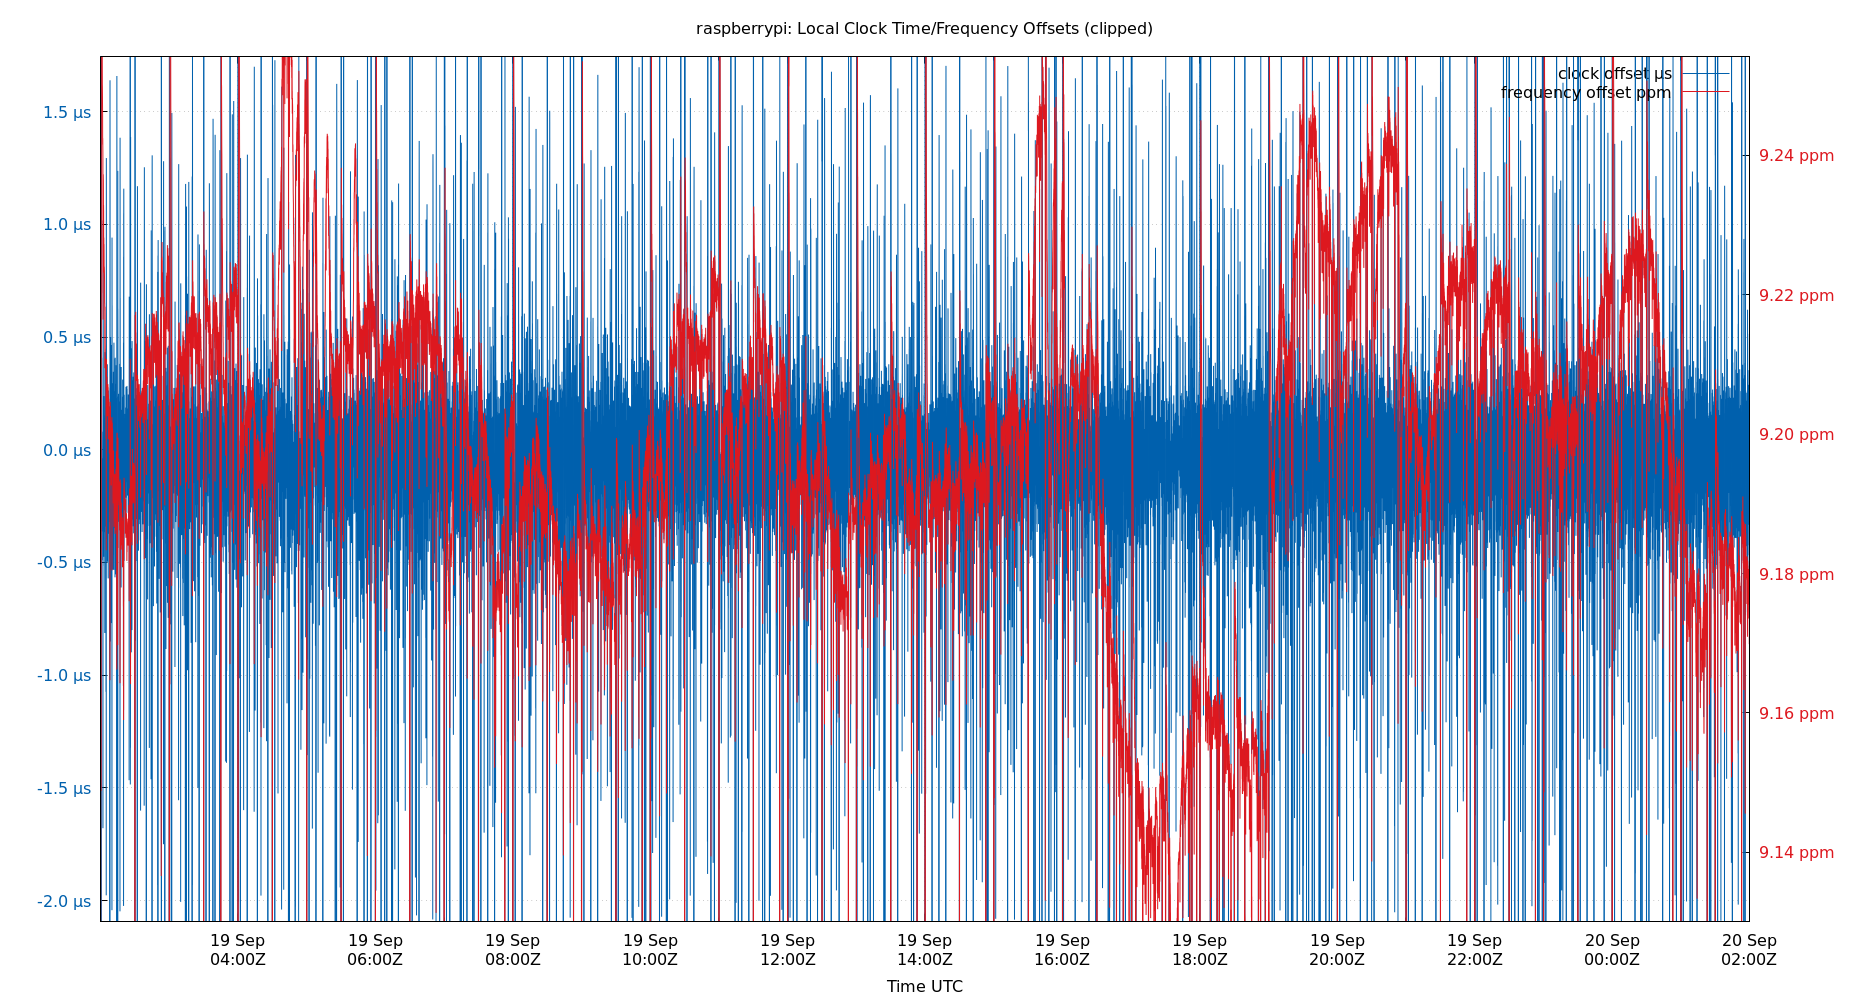 raspberrypi: Local Clock Time/Frequency Offsets (clipped)
clock offset µs
frequency offset ppm
1.5 µs
1.0 µs
0.5 µs
0.0 µs
-0.5 µs
-1.0 µs
-1.5 µs
-2.0 µs
9.24 ppm
9.22 ppm
9.20 ppm
9.18 ppm
9.16 ppm
9.14 ppm
19 Sep 19 Sep 19 Sep 19 Sep 19 Sep 19 Sep 19 Sep 19 Sep 19 Sep 19 Sep 20 Sep 20 Sep
04:00Z 06:00Z 08:00Z 10:00Z 12:00Z 14:00Z 16:00Z 18:00Z 20:00Z 22:00Z 00:00Z 02:00Z
Time UTC